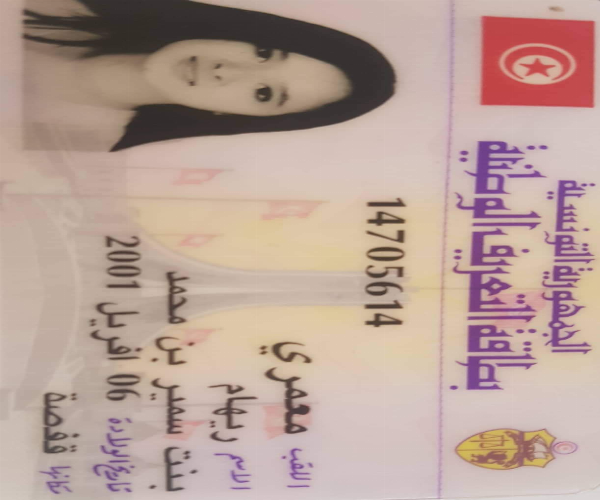 الجمهورية التونسية
بطاقة التعريف الوطنية
14705614
اللقب معمري
الاسم ريهام
بنت سمير بن محمد
تاريخ الولادة 06 افريل 2001
مكانها قفصة